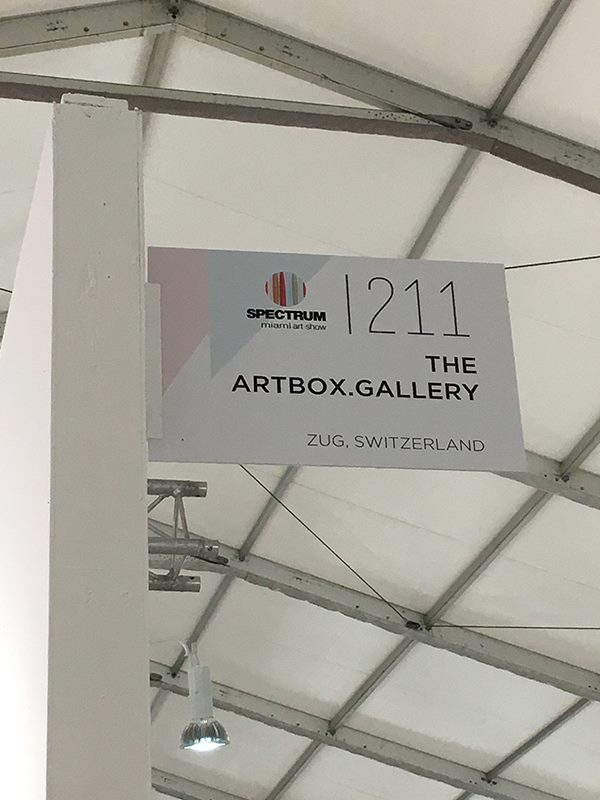 SPECTRUM
miami art show
| 211
THE
ARTBOX.GALLERY
ZUG, SWITZERLAND